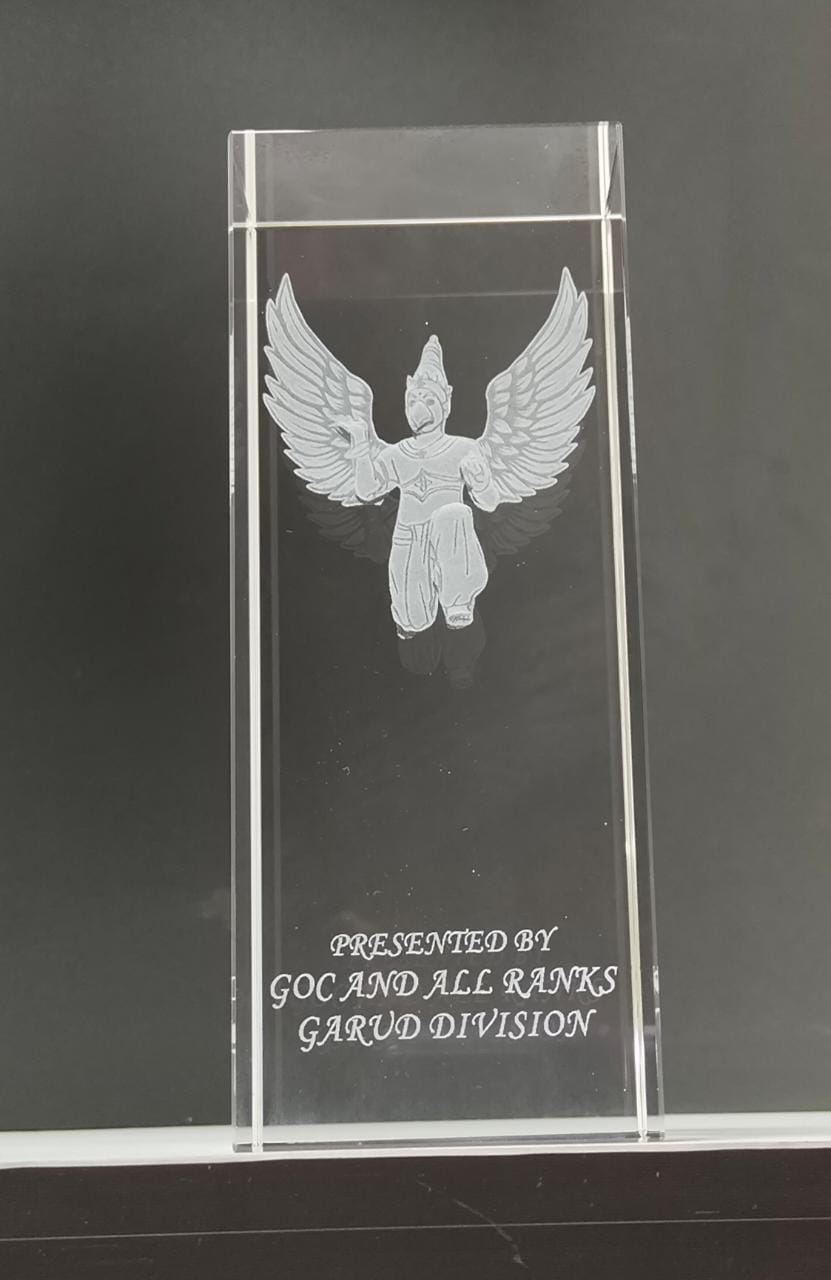 PRESENTED BY
GOC AND ALL RANKS
GARUD DIVISION